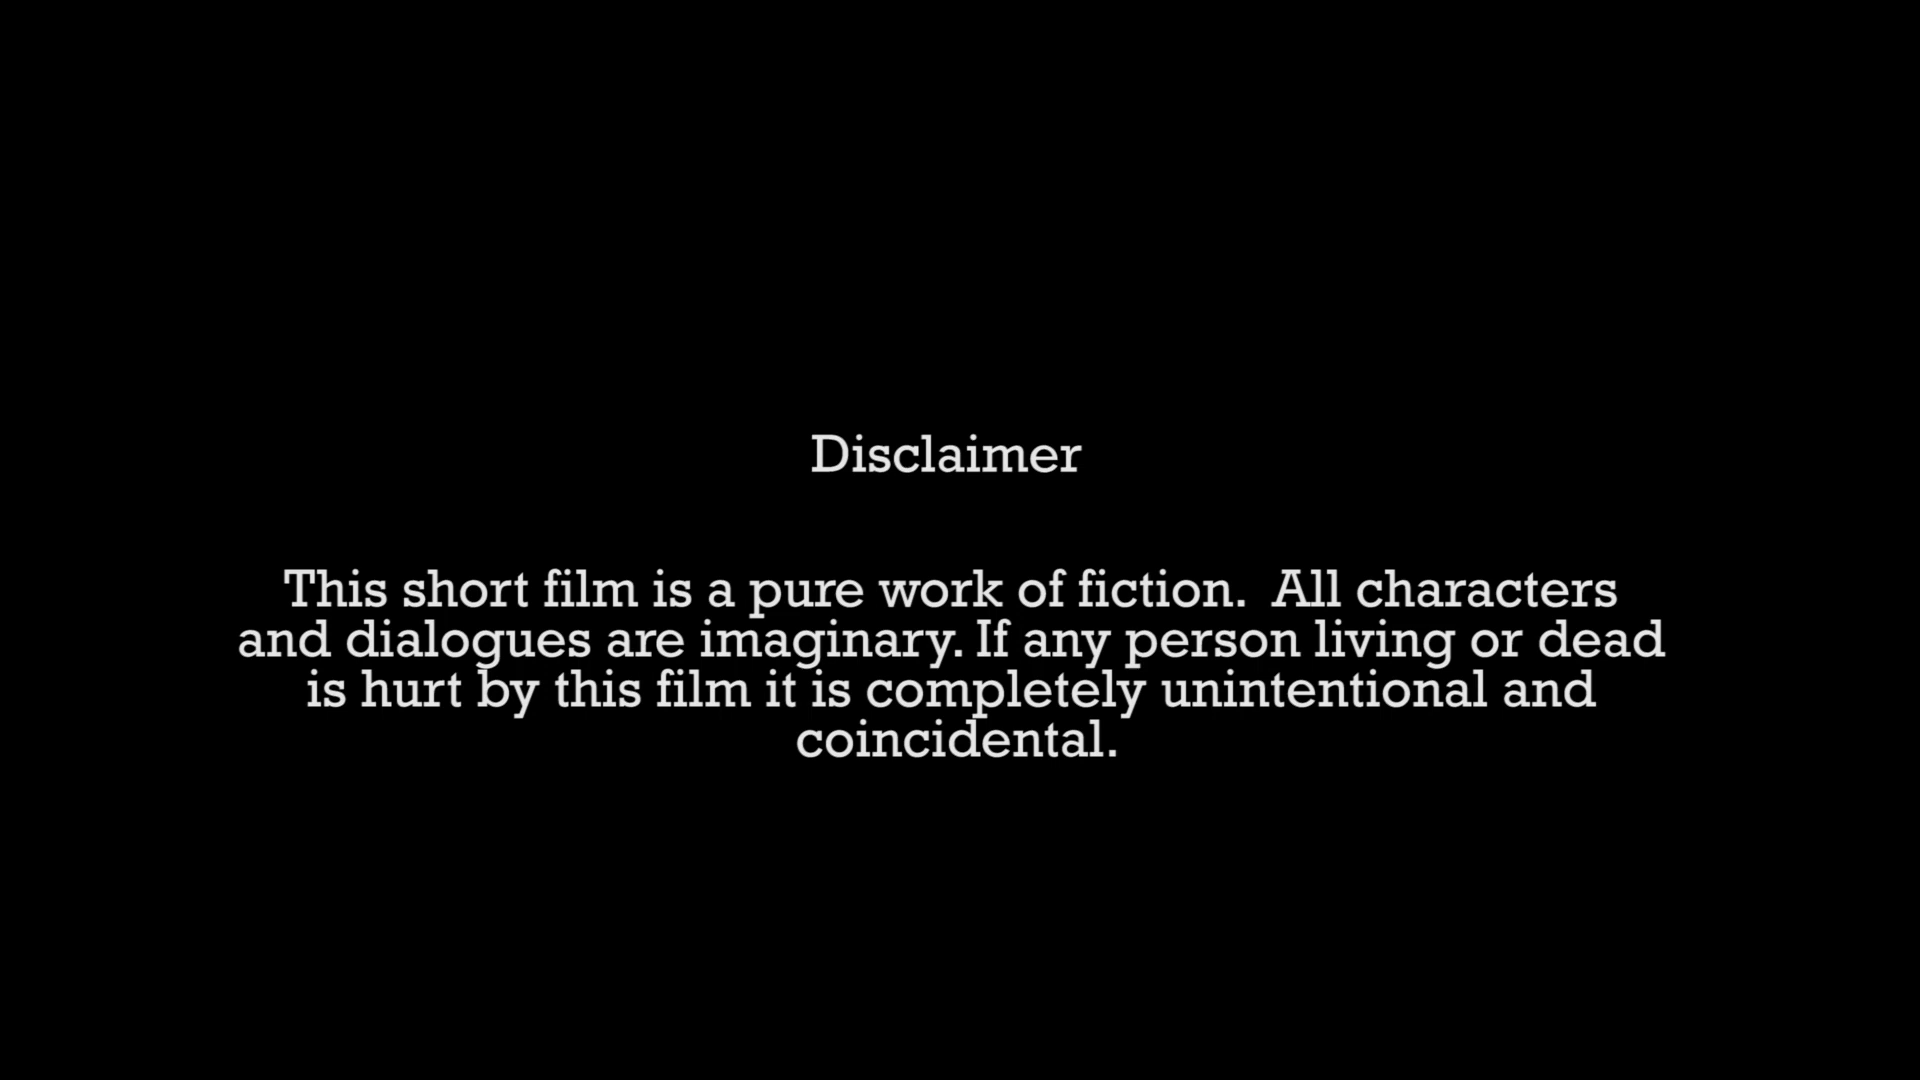 Disclaimer
This short film is a pure work of fiction.  All characters
and dialogues are imaginary. If any person living or dead
is hurt by this film it is completely unintentional and
coincidental.